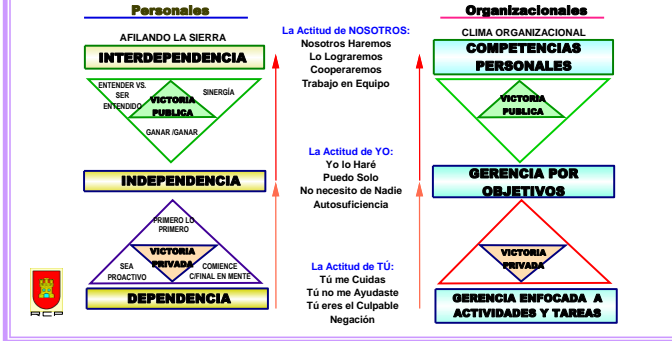 Personales
AFILANDO LA SIERRA
INTERDEPENDENCIA
ENTENDER VS.
SER
ENTENDIDO
SINERGÍA
VICTORIA
PUBLICA
GANAR /GANAR
INDEPENDENCIA
PRIMERO LO
PRIMERO
VICTORIA
PRIVADA
SEA
PROACTIVO
COMIENCE
C/FINAL EN MENTE
DEPENDENCIA
RCP
La Actitud de NOSOTROS:
Nosotros Haremos
Lo Lograremos
Cooperaremos
Trabajo en Equipo
La Actitud de YO:
Yo lo Haré
Puedo Solo
No necesito de Nadie
Autosuficiencia
La Actitud de TÚ:
Tú me Cuidas
Tú no me Ayudaste
Tú eres el Culpable
Negación
Organizacionales
CLIMA ORGANIZACIONAL
COMPETENCIAS
PERSONALES
VICTORIA
PUBLICA
GERENCIA POR
OBJETIVOS
VICTORIA
PRIVADA
GERENCIA ENFOCADA A
ACTIVIDADES Y TAREAS